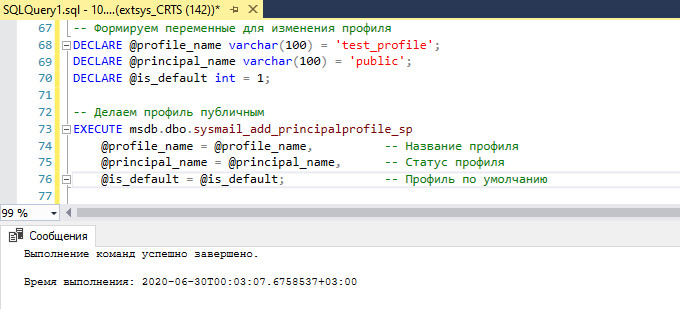 SQLQuery1.sql - 10....(extsys_CRTS (142))*
67 -- Формируем переменные для изменения профиля
68 DECLARE @profile_name varchar(100) = 'test_profile';
69 DECLARE @principal_name varchar(100) = 'public';
70 DECLARE @is_default int = 1;
71
72 -- Делаем профиль публичным
73 EXECUTE msdb.dbo.sysmail_add_principalprofile_sp
74 @profile_name = @profile_name, -- Название профиля
75 @principal_name = @principal_name, -- Статус профиля
76 @is_default = @is_default; -- Профиль по умолчанию
77
99 %
Сообщения
Выполнение команд успешно завершено.
Время выполнения: 2020-06-30T00:03:07.6758537+03:00